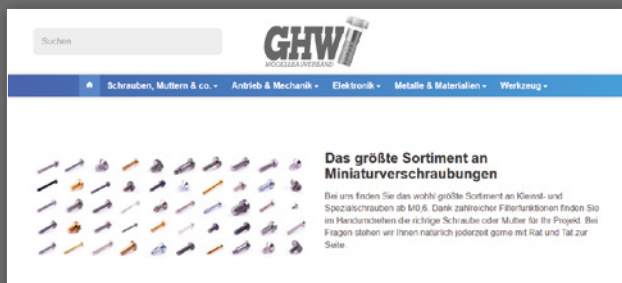 Suchen
GHW
MODELLBAUVERSAND
Schrauben, Muttern & co.
Antrieb & Mechanik
Elektronik
Metalle & Materialien
Werkzeug
Das größte Sortiment an
Miniaturverschraubungen
Bei uns finden Sie das wohl größte Sortiment an Kleinst- und
Spezialschrauben ab M0,6. Dank zahlreicher Filterfunktionen finden Sie
im Handumdrehen die richtige Schraube oder Mutter für Ihr Projekt. Bei
Fragen stehen wir Ihnen natürlich jederzeit gerne mit Rat und Tat zur
Seite.